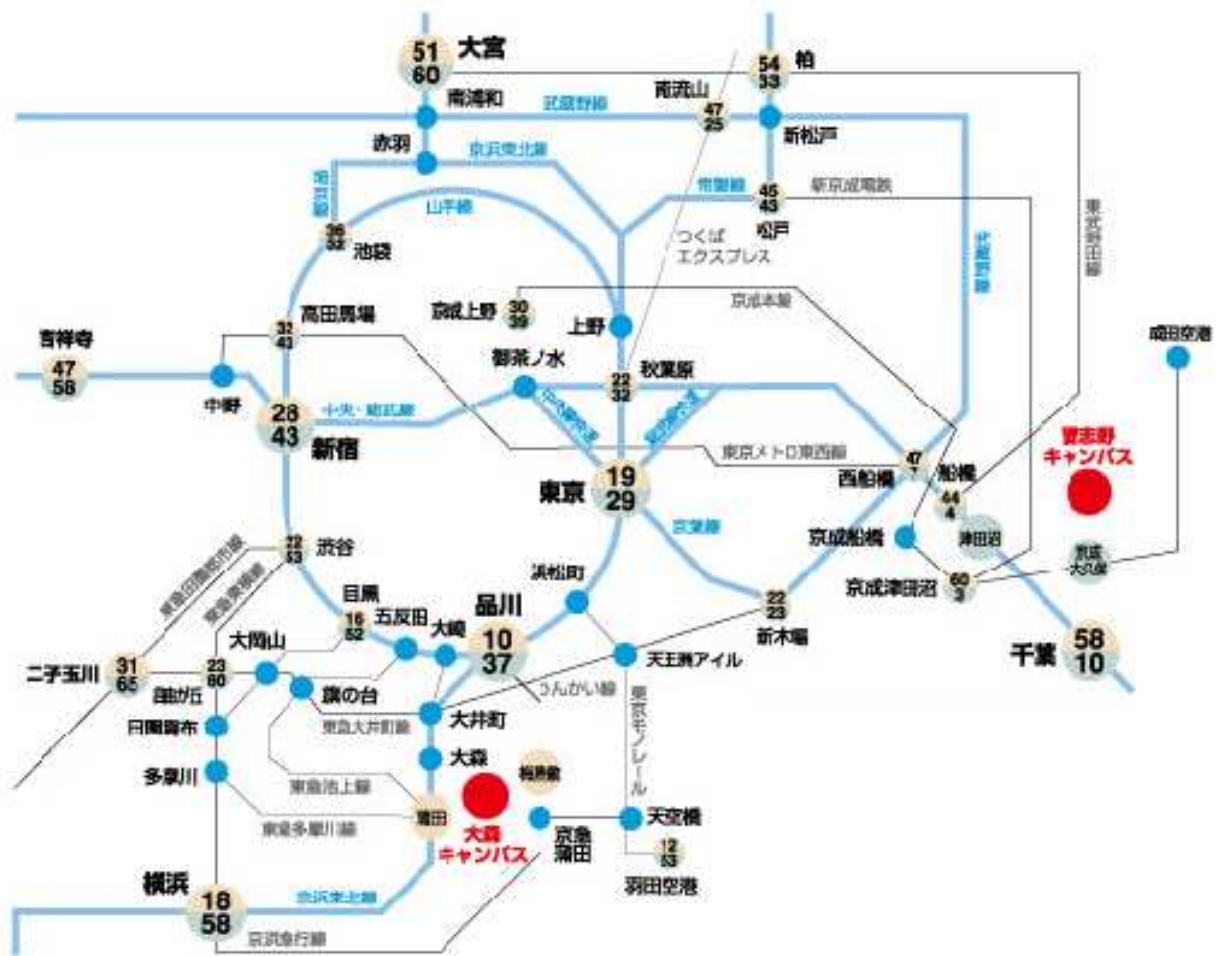 51
60
大宮
54
33
柏
南流山
47
25
南浦和
武蔵野線
新松戸
赤羽
京浜東北線
常磐線
45
43
松戸
新京成電鉄
東武野田線
山手線
池袋
つくば
エクスプレス
京成本線
高田馬場
京成上野
30
39
上野
成田空港
吉祥寺
47
58
中野
御茶ノ水
22
32
秋葉原
28
43
新宿
中央・総武線
東京メトロ東西線
習志野
キャンパス
東京
19
29
西船橋
船橋
44
4
京葉線
京成船橋
津田沼
京成
大久保
渋谷
浜松町
京成津田沼
60
3
目黒
16
52
五反田
大崎
品川
10
37
22
23
新木場
千葉
58
10
二子玉川
31
65
23
60
自由が丘
大岡山
旗の台
天王洲アイル
りんかい線
東急大井町線
大井町
東京モノレール
多摩川
大森
東急池上線
東急多摩川線
蒲田
大森
キャンパス
京急
蒲田
天空橋
12
53
羽田空港
横浜
18
58
京浜東北線
京浜急行線